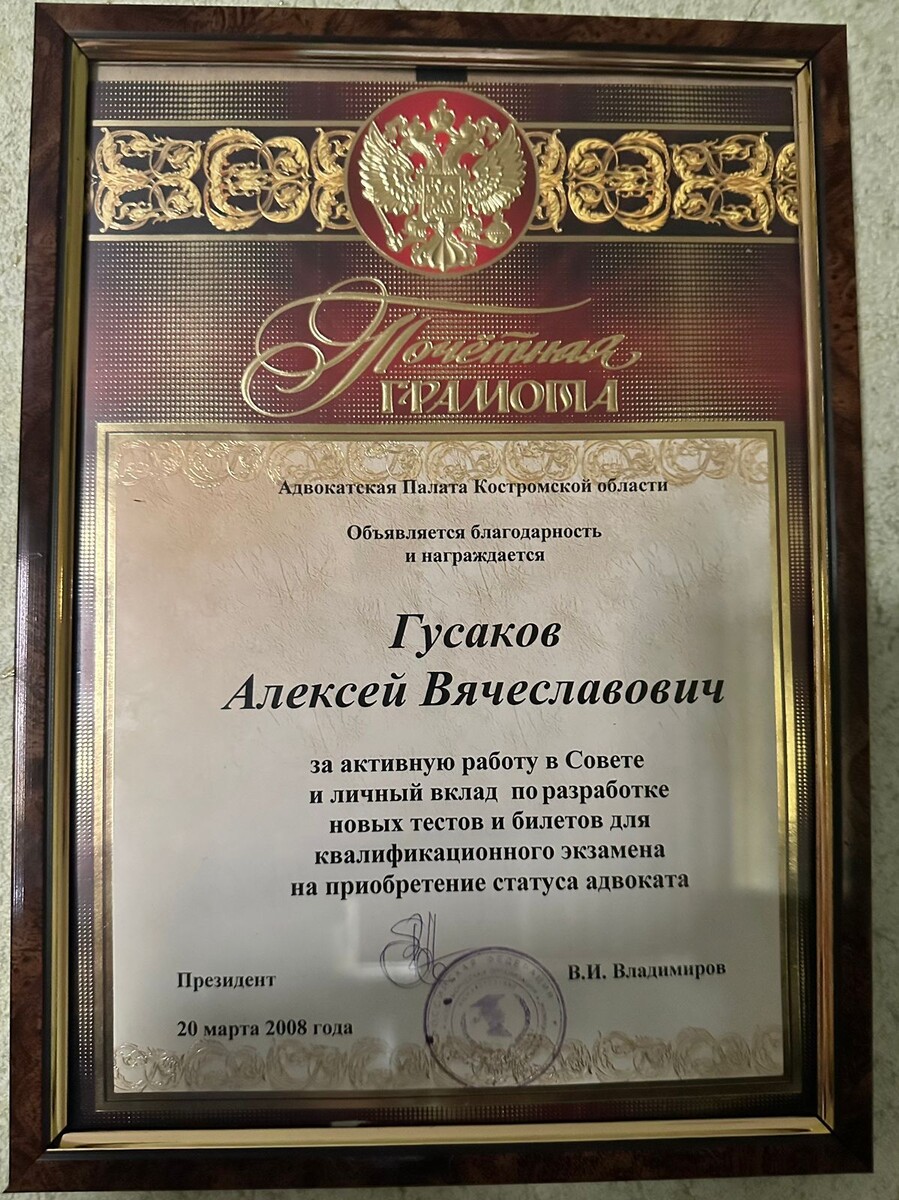 Почётная
ГРАМОТА
Адвокатская Палата Костромской области
Объявляется благодарность
и награждается
Гусаков
Алексей Вячеславович
за активную работу в Совете
и личный вклад по разработке
новых тестов и билетов для
квалификационного экзамена
на приобретение статуса адвоката
Президент
В.И. Владимиров
20 марта 2008 года